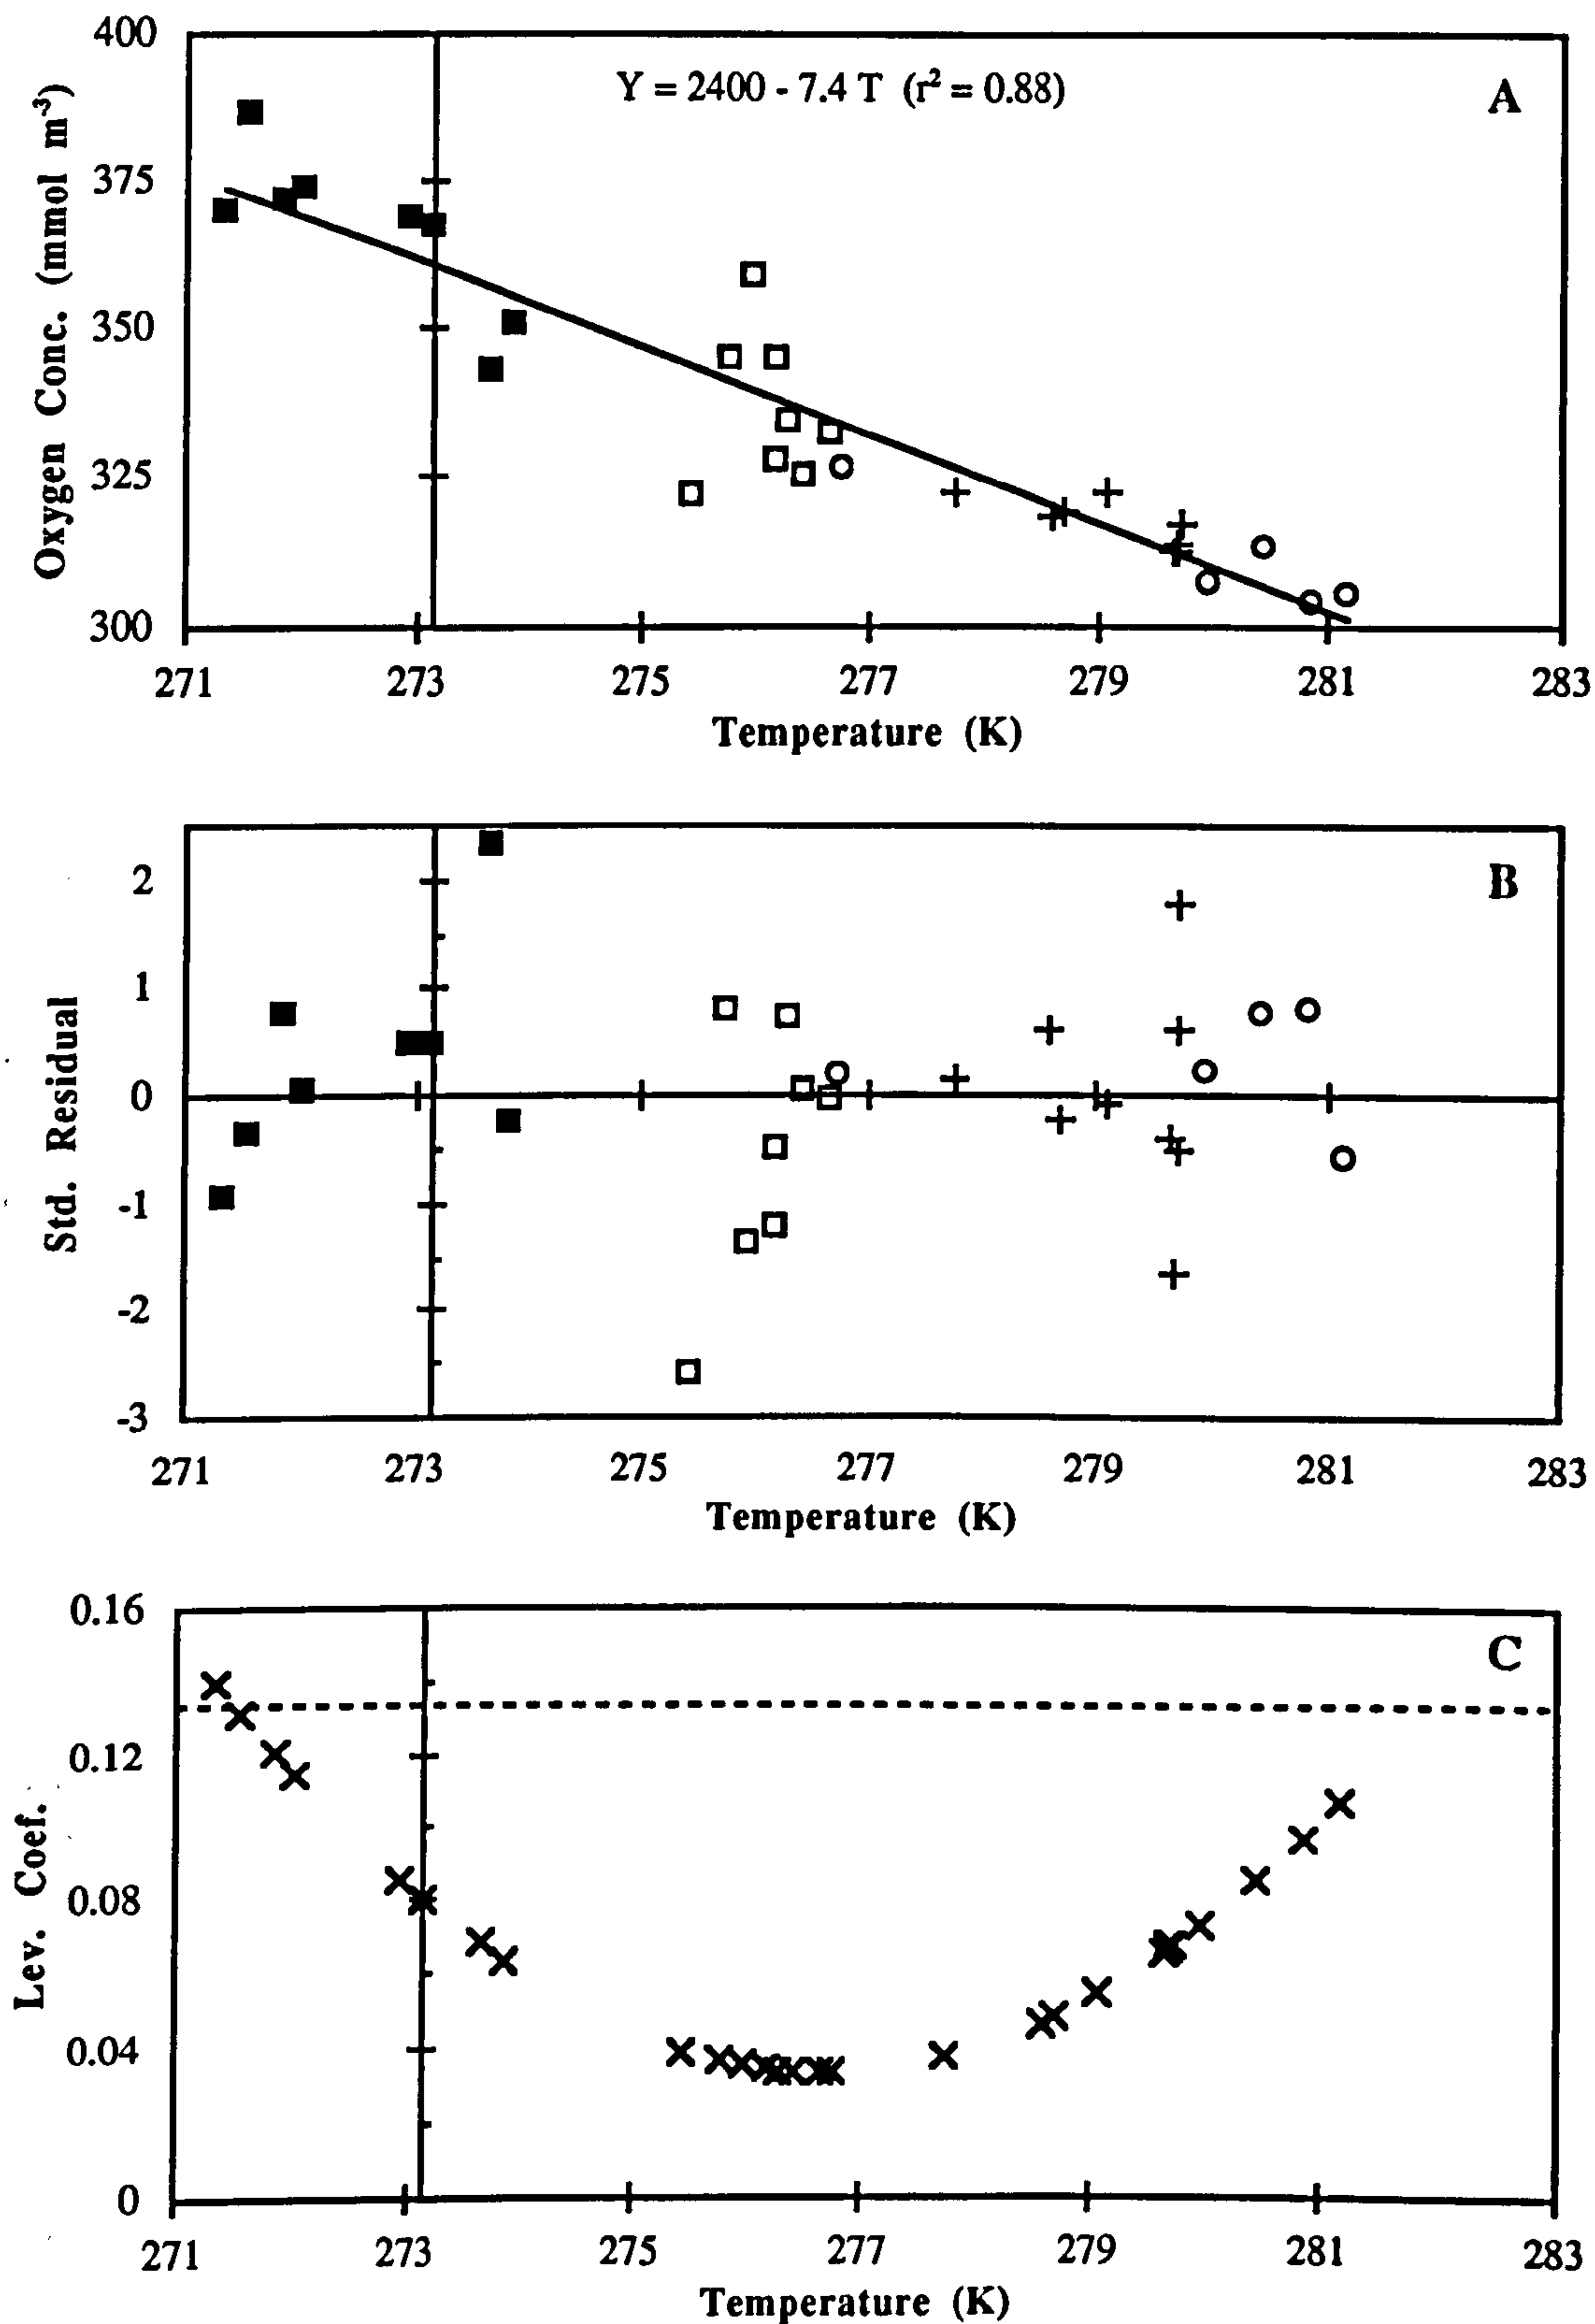 400
Y = 2400 - 7.4 T (r² = 0.88)
A
375
350
325
300
Oxygen Conc. (mmol m⁻³)
271 273 275 277 279 281 283
Temperature (K)
B
2
1
0
-1
-2
-3
Std. Residual
271 273 275 277 279 281 283
Temperature (K)
0.16
C
0.12
0.08
0.04
0
Lev. Coef.
271 273 275 277 279 281 283
Temperature (K)